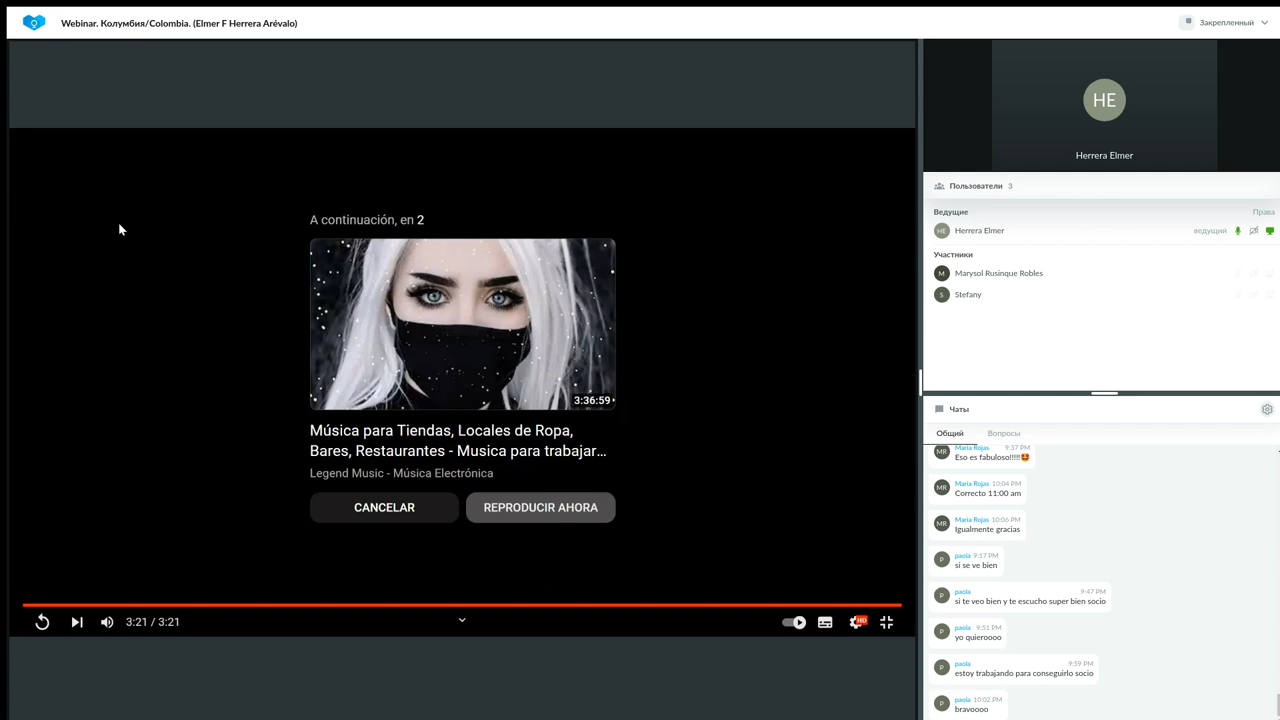 Webinar. Колумбия/Colombia. (Elmer F Herrera Arévalo)
Закрепленный
HE
Herrera Elmer
Пользователи 3
Ведущие Права
HE Herrera Elmer ведущий
Участники
M Marysol Rusinque Robles
S Stefany
A continuación, en 2
3:36:59
Música para Tiendas, Locales de Ropa,
Bares, Restaurantes - Musica para trabajar…
Legend Music - Música Electrónica
CANCELAR REPRODUCIR AHORA
3:21 / 3:21
HD
Чаты
Общий Вопросы
MR Maria Rojas 9:37 PM
Eso es fabuloso!!!!!🤩
MR Maria Rojas 10:04 PM
Correcto 11:00 am
MR Maria Rojas 10:06 PM
Igualmente gracias
P paola 9:17 PM
si se ve bien
P paola 9:47 PM
si te veo bien y te escucho super bien socio
P paola 9:51 PM
yo quieroooo
P paola 9:59 PM
estoy trabajando para conseguirlo socio
P paola 10:02 PM
bravoooo